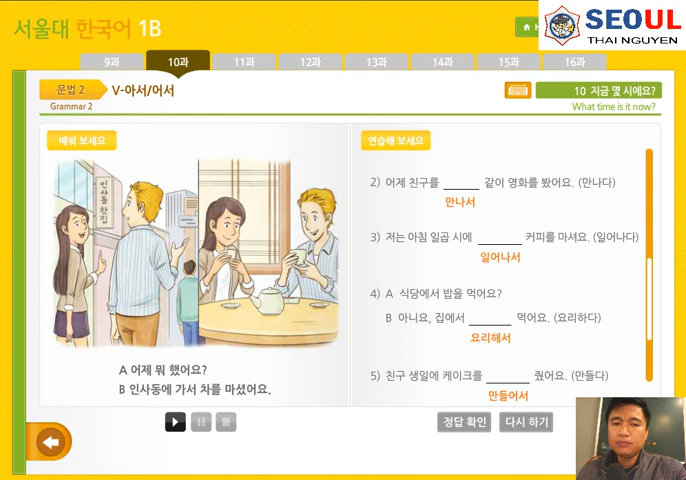 서울대 한국어 1B
SEOUL
THAI NGUYEN
9과 10과 11과 12과 13과 14과 15과 16과
문법 2 V-아서/어서
Grammar 2
10 지금 몇 시예요?
What time is it now?
배워 보세요
인사동찻집
A 어제 뭐 했어요?
B 인사동에 가서 차를 마셨어요.
연습해 보세요
2) 어제 친구를 ______ 같이 영화를 봤어요. (만나다)
만나서
3) 저는 아침 일곱 시에 ______ 커피를 마셔요. (일어나다)
일어나서
4) A 식당에서 밥을 먹어요?
B 아니요, 집에서 ______ 먹어요. (요리하다)
요리해서
5) 친구 생일에 케이크를 ______ 줬어요. (만들다)
만들어서
정답 확인 다시 하기